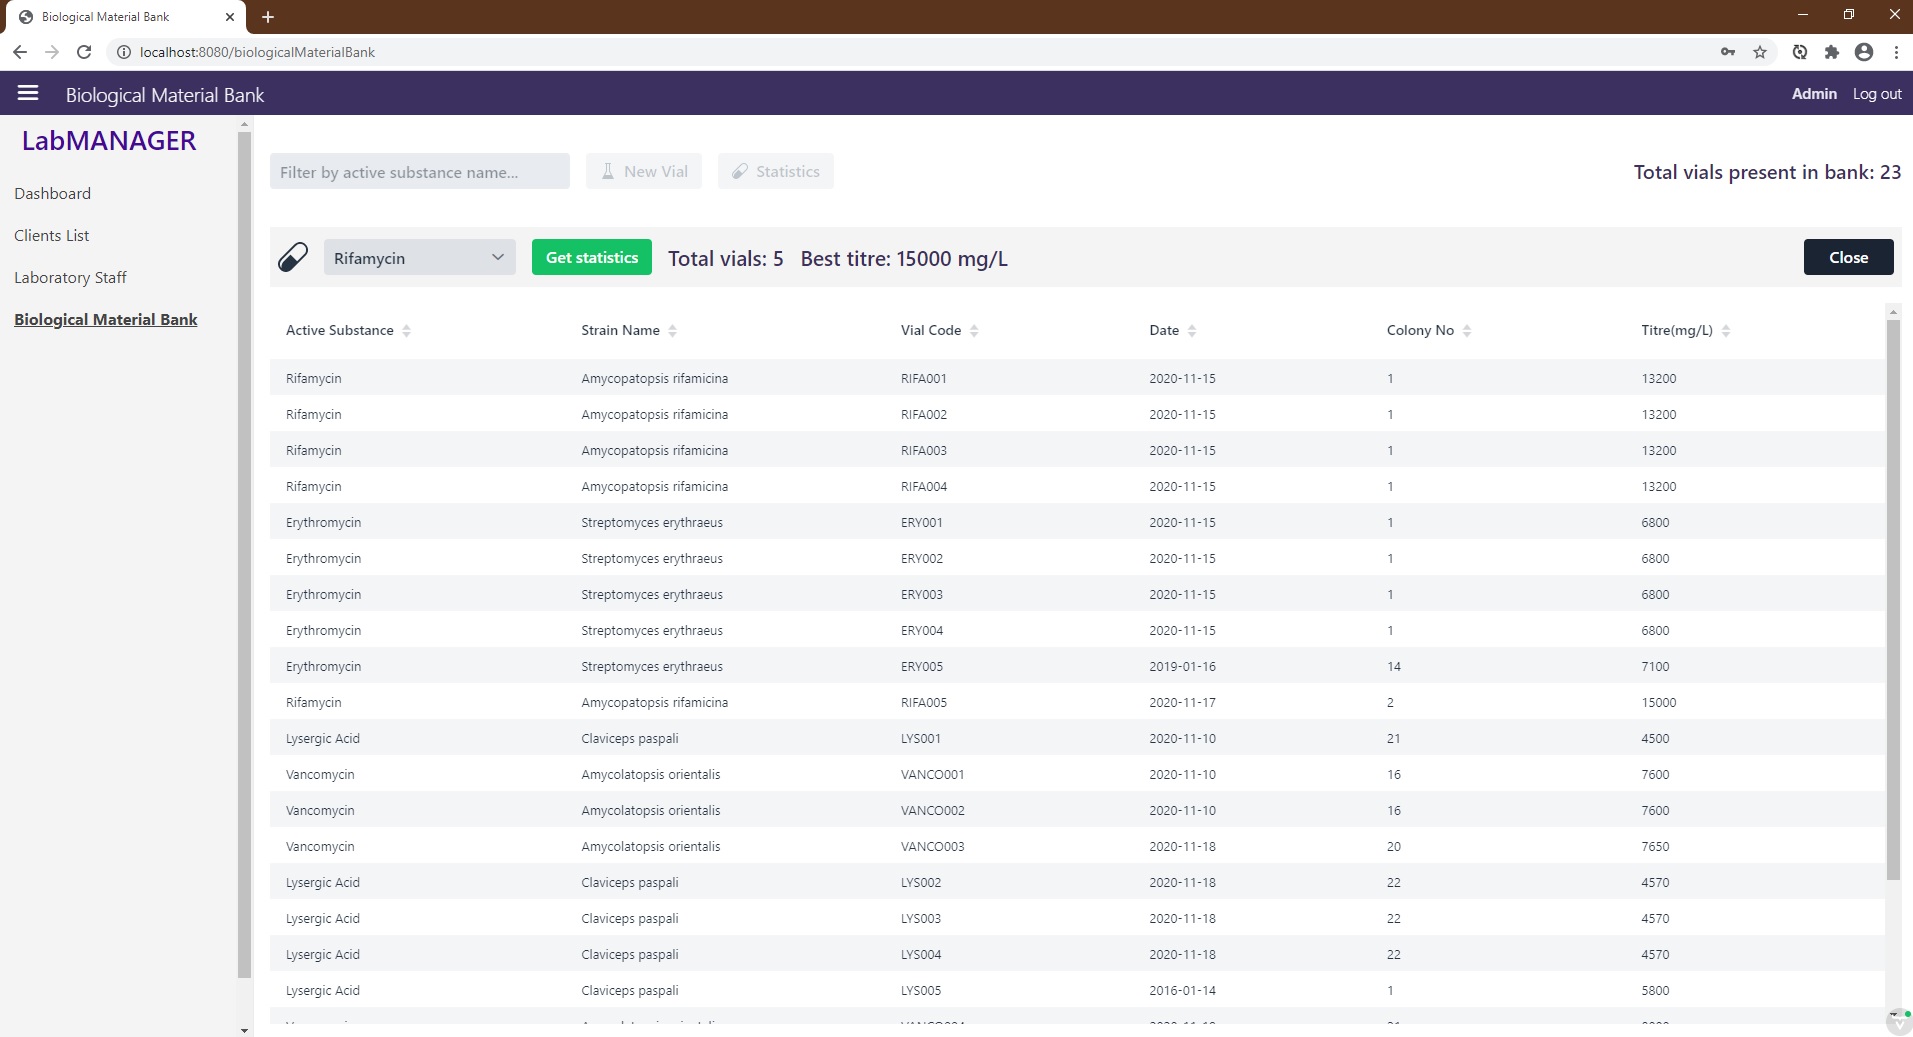 Biological Material Bank
localhost:8080/biologicalMaterialBank
Biological Material Bank Admin Log out
LabMANAGER
Dashboard
Clients List
Laboratory Staff
Biological Material Bank
Filter by active substance name... New Vial Statistics Total vials present in bank: 23
Rifamycin Get statistics Total vials: 5 Best titre: 15000 mg/L Close
Active Substance Strain Name Vial Code Date Colony No Titre(mg/L)
Rifamycin Amycopatopsis rifamicina RIFA001 2020-11-15 1 13200
Rifamycin Amycopatopsis rifamicina RIFA002 2020-11-15 1 13200
Rifamycin Amycopatopsis rifamicina RIFA003 2020-11-15 1 13200
Rifamycin Amycopatopsis rifamicina RIFA004 2020-11-15 1 13200
Erythromycin Streptomyces erythraeus ERY001 2020-11-15 1 6800
Erythromycin Streptomyces erythraeus ERY002 2020-11-15 1 6800
Erythromycin Streptomyces erythraeus ERY003 2020-11-15 1 6800
Erythromycin Streptomyces erythraeus ERY004 2020-11-15 1 6800
Erythromycin Streptomyces erythraeus ERY005 2019-01-16 14 7100
Rifamycin Amycopatopsis rifamicina RIFA005 2020-11-17 2 15000
Lysergic Acid Claviceps paspali LYS001 2020-11-10 21 4500
Vancomycin Amycolatopsis orientalis VANCO001 2020-11-10 16 7600
Vancomycin Amycolatopsis orientalis VANCO002 2020-11-10 16 7600
Vancomycin Amycolatopsis orientalis VANCO003 2020-11-18 20 7650
Lysergic Acid Claviceps paspali LYS002 2020-11-18 22 4570
Lysergic Acid Claviceps paspali LYS003 2020-11-18 22 4570
Lysergic Acid Claviceps paspali LYS004 2020-11-18 22 4570
Lysergic Acid Claviceps paspali LYS005 2016-01-14 1 5800